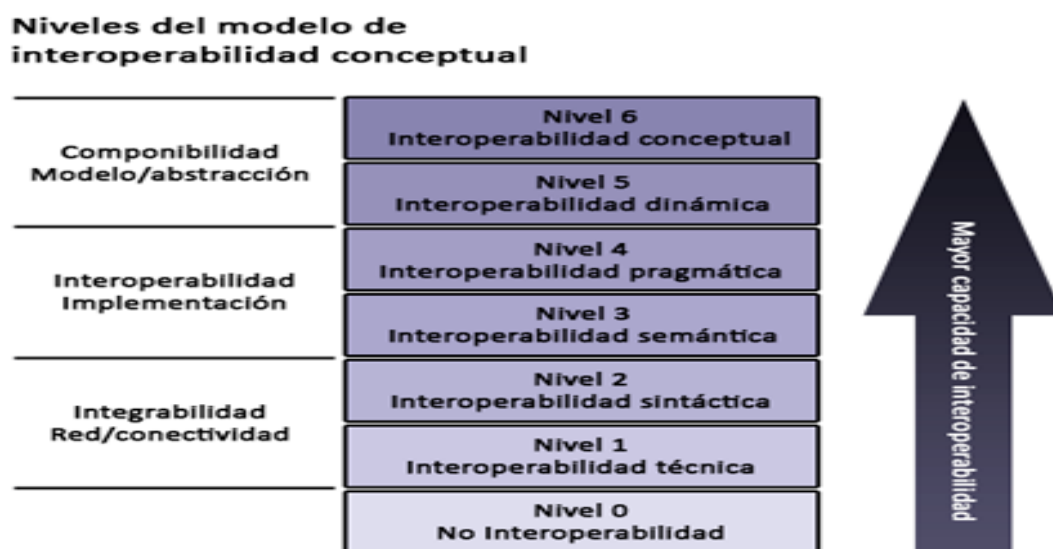 Niveles del modelo de
interoperabilidad conceptual
Componibilidad
Modelo/abstracción
Nivel 6
Interoperabilidad conceptual
Nivel 5
Interoperabilidad dinámica
Interoperabilidad
Implementación
Nivel 4
Interoperabilidad pragmática
Nivel 3
Interoperabilidad semántica
Integrabilidad
Red/conectividad
Nivel 2
Interoperabilidad sintáctica
Nivel 1
Interoperabilidad técnica
Nivel 0
No Interoperabilidad
Mayor capacidad de interoperabilidad